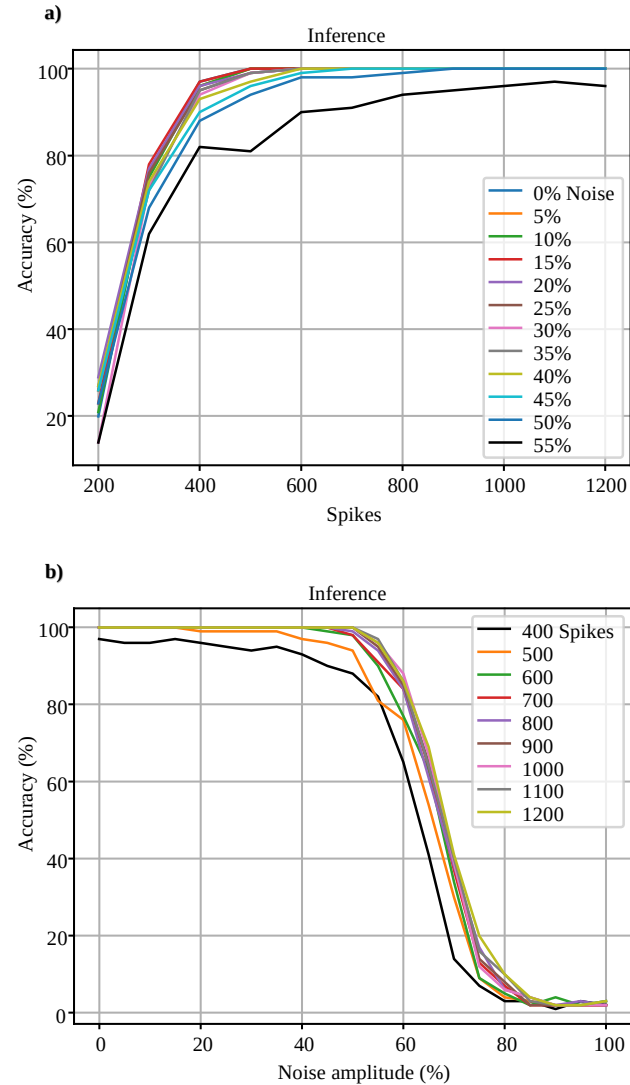 a)
Inference
100
80
60
40
20
Accuracy (%)
0% Noise
5%
10%
15%
20%
25%
30%
35%
40%
45%
50%
55%
200 400 600 800 1000 1200
Spikes
b)
Inference
100
80
60
40
20
0
Accuracy (%)
400 Spikes
500
600
700
800
900
1000
1100
1200
0 20 40 60 80 100
Noise amplitude (%)